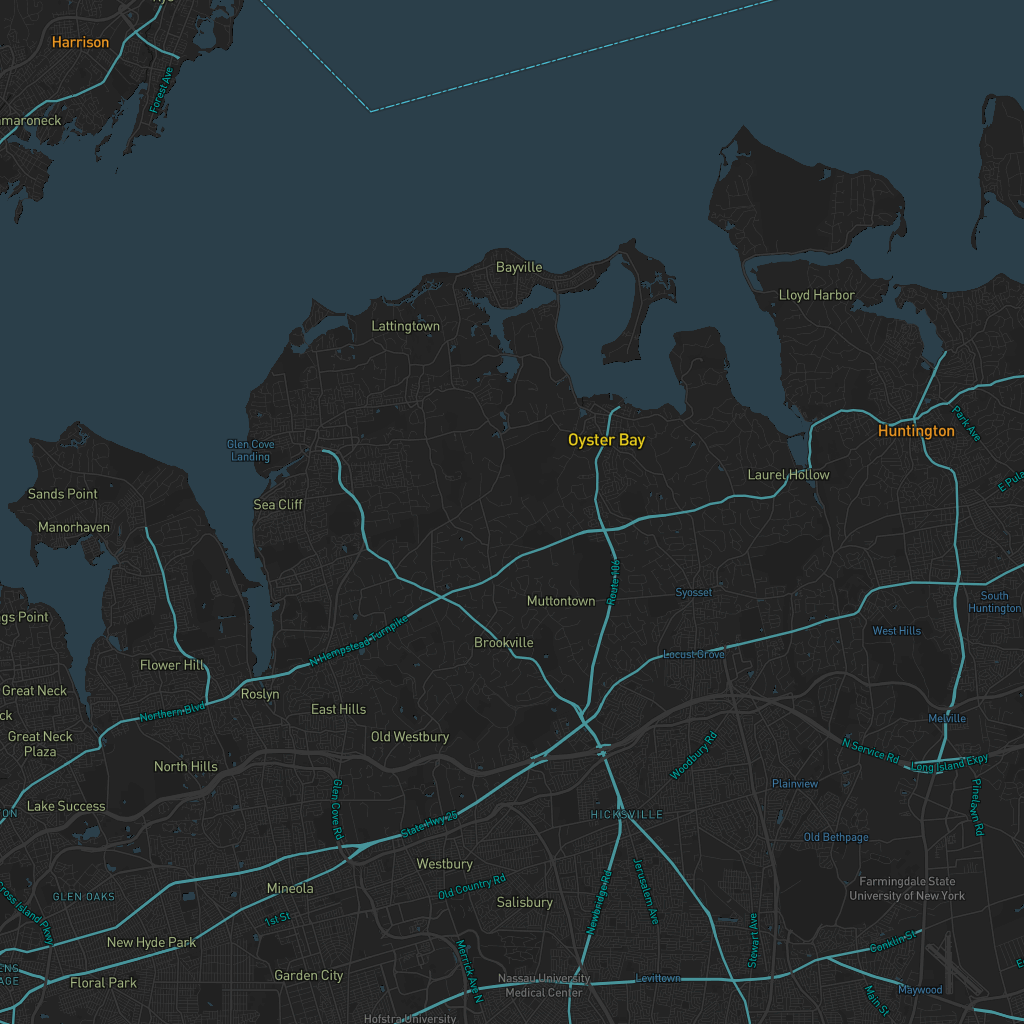 Harrison
Forest Ave
Bayville
Lloyd Harbor
Lattingtown
Park Ave
Huntington
Oyster Bay
Glen Cove
Landing
Laurel Hollow
Sands Point
Sea Cliff
Manorhaven
Route 106
Syosset
South
Huntington
Muttontown
West Hills
N Hempstead Turnpike
Brookville
Locust Grove
Flower Hill
Great Neck
Roslyn
Northern Blvd
East Hills
Melville
Great Neck
Plaza
Old Westbury
N Service Rd
Woodbury Rd
Long Island Expy
North Hills
Plainview
Lake Success
Glen Cove Rd
Pinelawn Rd
HICKSVILLE
State Hwy 25
Old Bethpage
Westbury
Mineola
Old Country Rd
Jerusalem Ave
Farmingdale State
University of New York
GLEN OAKS
Salisbury
Newbridge Rd
Cross Island Pkwy
1st St
Stewart Ave
New Hyde Park
Conklin St
Merrick Ave N
Garden City
Nassau University
Medical Center
Levittown
Floral Park
Main St
Maywood
Hofstra University